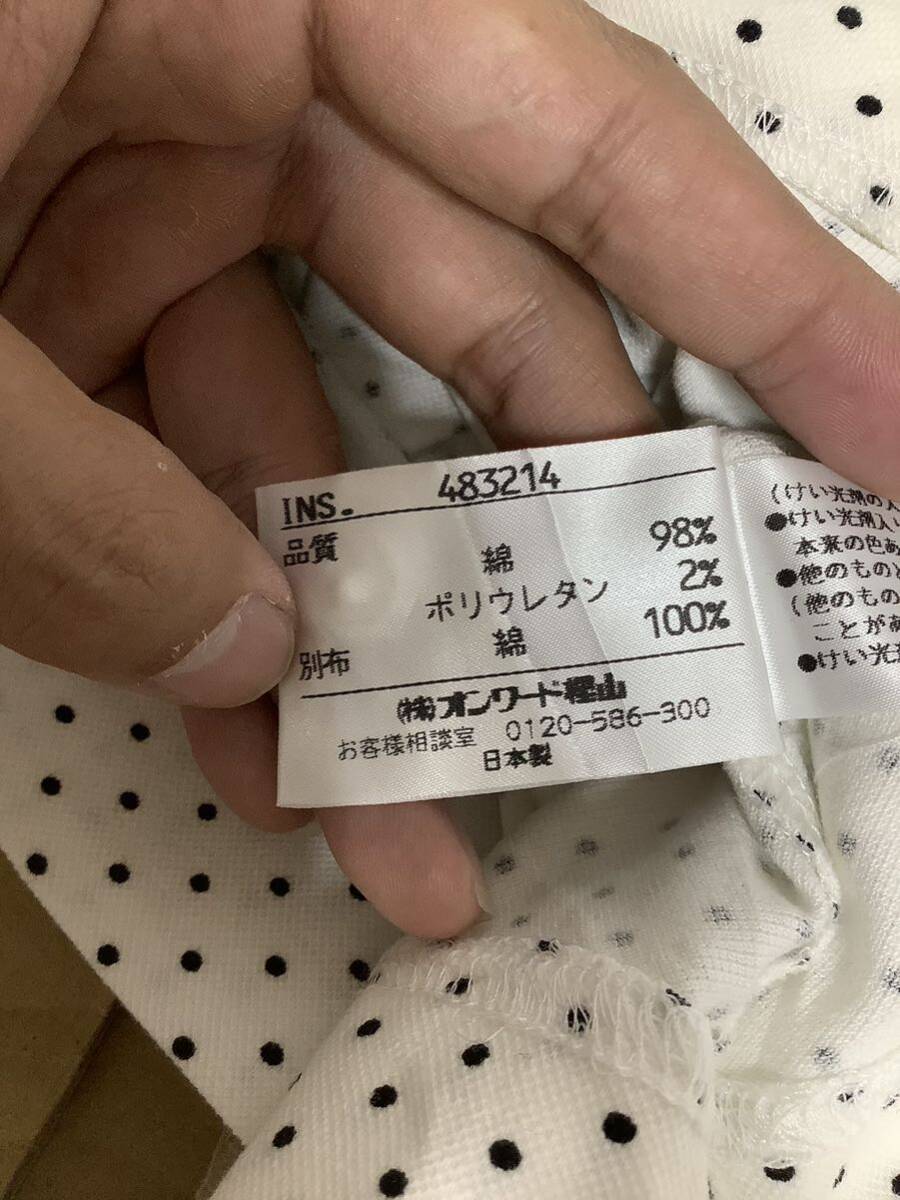 INS. 483214
品質 綿 98%
ポリウレタン 2%
別布 綿 100%
(株)オンワード樫山
お客様相談室 0120-586-300
日本製
(けい光剤の入
●けい光剤入り
本来の色あ
●他のものと
(他のもの
ことがあ
●けい光剤